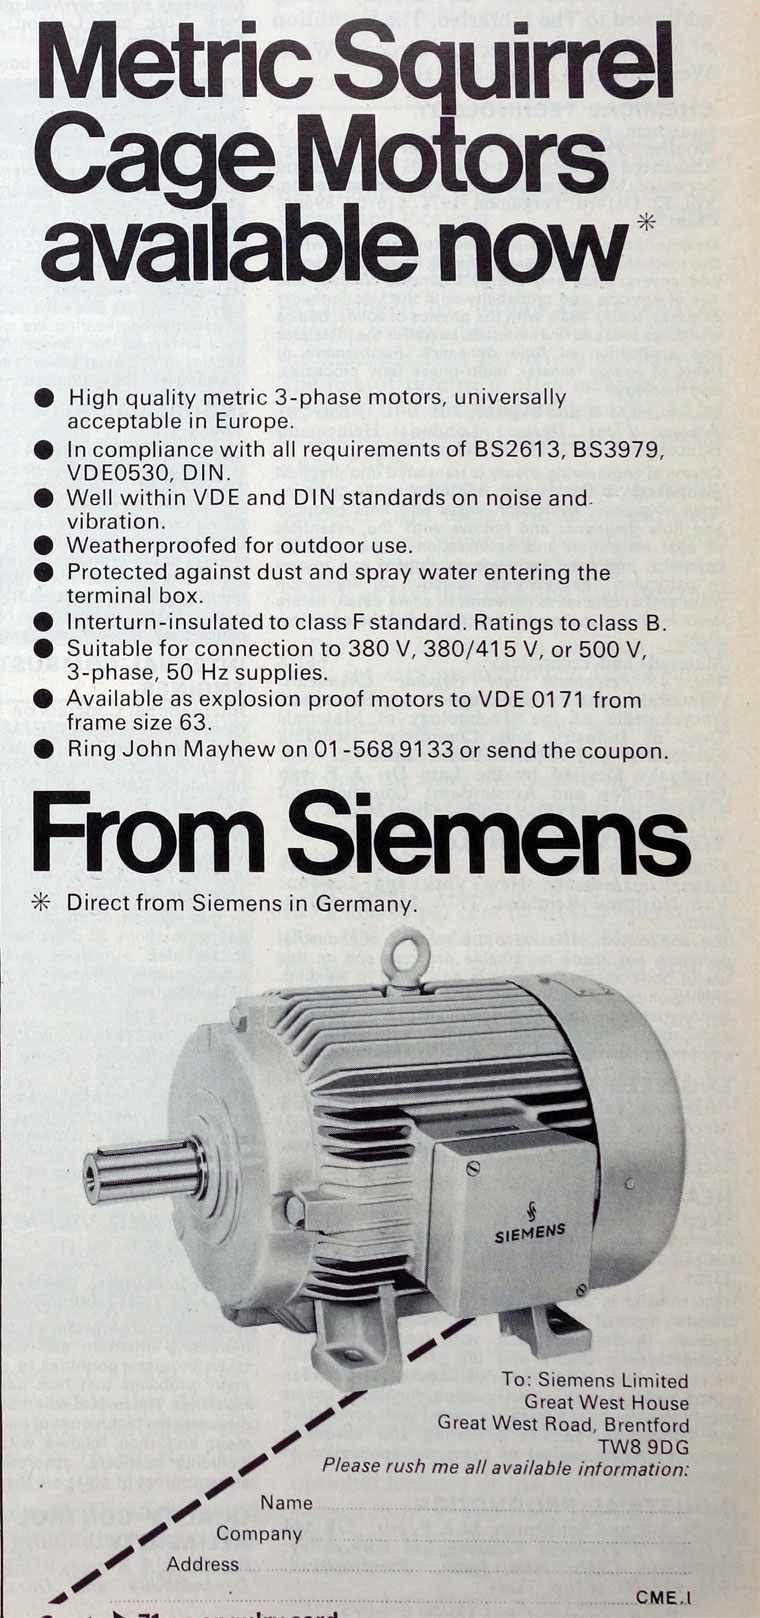 Metric Squirrel
Cage Motors
available now*
● High quality metric 3-phase motors, universally
acceptable in Europe.
● In compliance with all requirements of BS2613, BS3979,
VDE0530, DIN.
● Well within VDE and DIN standards on noise and
vibration.
● Weatherproofed for outdoor use.
● Protected against dust and spray water entering the
terminal box.
● Interturn-insulated to class F standard. Ratings to class B.
● Suitable for connection to 380 V, 380/415 V, or 500 V,
3-phase, 50 Hz supplies.
● Available as explosion proof motors to VDE 0171 from
frame size 63.
● Ring John Mayhew on 01-568 9133 or send the coupon.
From Siemens
* Direct from Siemens in Germany.
SIEMENS
To: Siemens Limited
Great West House
Great West Road, Brentford
TW8 9DG
Please rush me all available information:
Name
Company
Address
CME.I